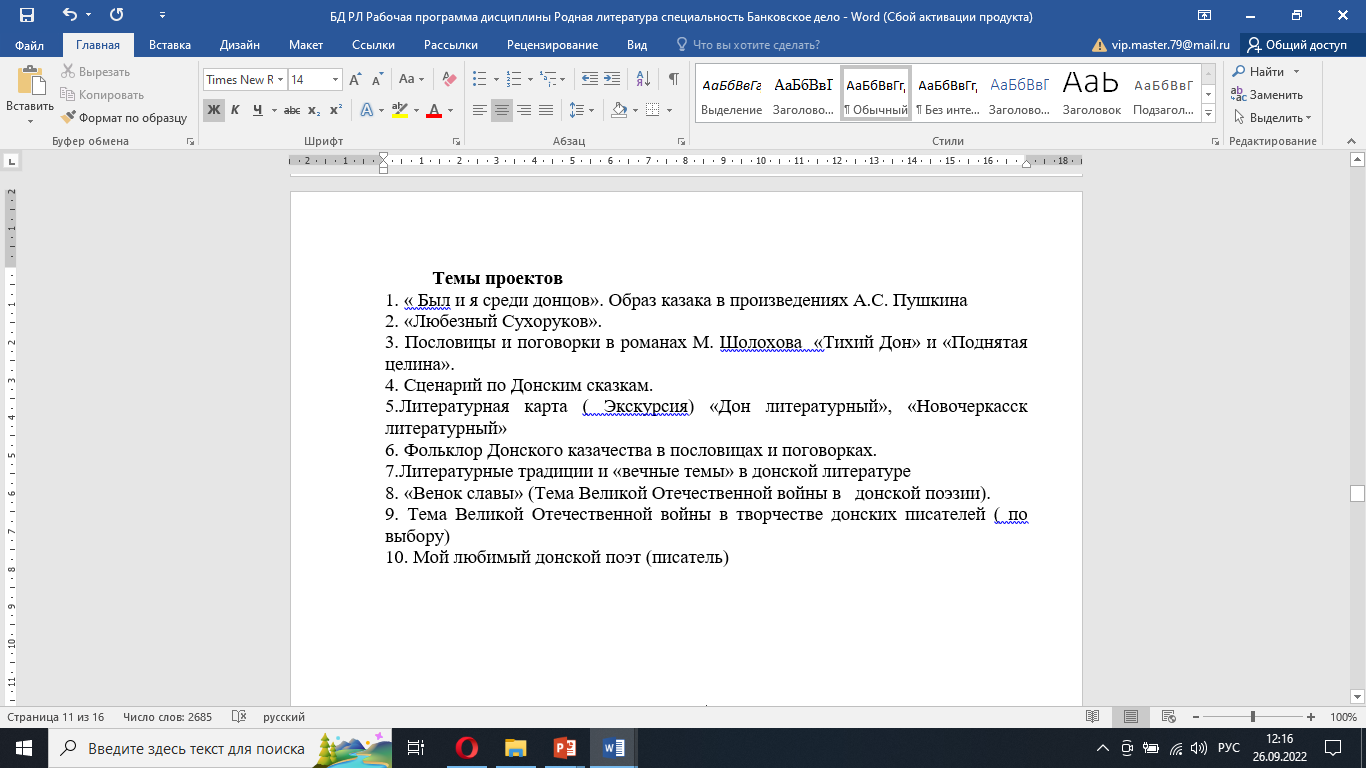 БД РЛ Рабочая программа дисциплины Родная литература специальность Банковское дело - Word (Сбой активации продукта)
Файл Главная Вставка Дизайн Макет Ссылки Рассылки Рецензирование Вид Что вы хотите сделать? vip.master.79@mail.ru Общий доступ
Вставить
Вырезать
Копировать
Формат по образцу
Буфер обмена
Times New R 14
Ж К Ч abc x₂ x²
Шрифт
Абзац
АаБбВвГг АаБбВвГ АаБбВвГг, АаБбВвГг, АаБбВвГ АаЬ АаБбВвГ
Выделение Заголово... ¶ Обычный ¶ Без инте... Заголово... Заголовок Подзагол...
Стили
Найти
Заменить
Выделить
Редактирование
Темы проектов
1. « Был и я среди донцов». Образ казака в произведениях А.С. Пушкина
2. «Любезный Сухоруков».
3. Пословицы и поговорки в романах М. Шолохова «Тихий Дон» и «Поднятая
целина».
4. Сценарий по Донским сказкам.
5.Литературная карта ( Экскурсия) «Дон литературный», «Новочеркасск
литературный»
6. Фольклор Донского казачества в пословицах и поговорках.
7.Литературные традиции и «вечные темы» в донской литературе
8. «Венок славы» (Тема Великой Отечественной войны в донской поэзии).
9. Тема Великой Отечественной войны в творчестве донских писателей ( по
выбору)
10. Мой любимый донской поэт (писатель)
Страница 11 из 16 Число слов: 2685 русский 100%
Введите здесь текст для поиска
РУС
12:16
26.09.2022